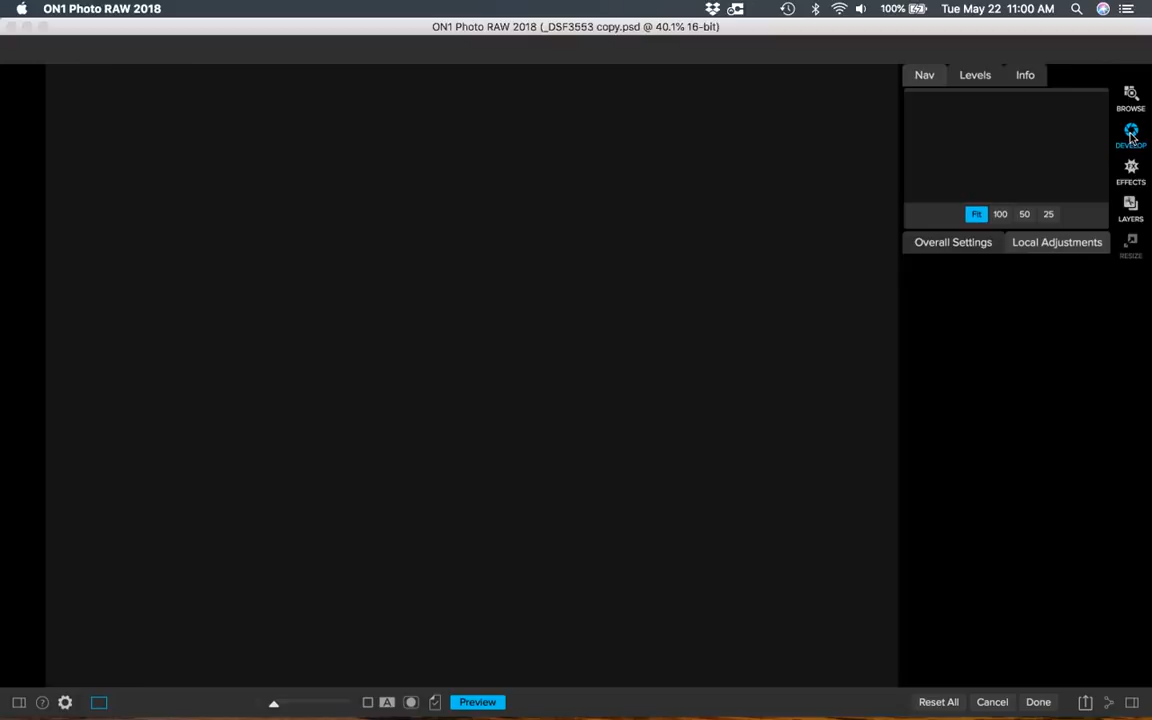 ON1 Photo RAW 2018
100%
Tue May 22 11:00 AM
ON1 Photo RAW 2018 (_DSF3553 copy.psd @ 40.1% 16-bit)
Nav Levels Info
BROWSE
DEVELOP
EFFECTS
LAYERS
RESIZE
Fit 100 50 25
Overall Settings Local Adjustments
? A Preview
Reset All Cancel Done